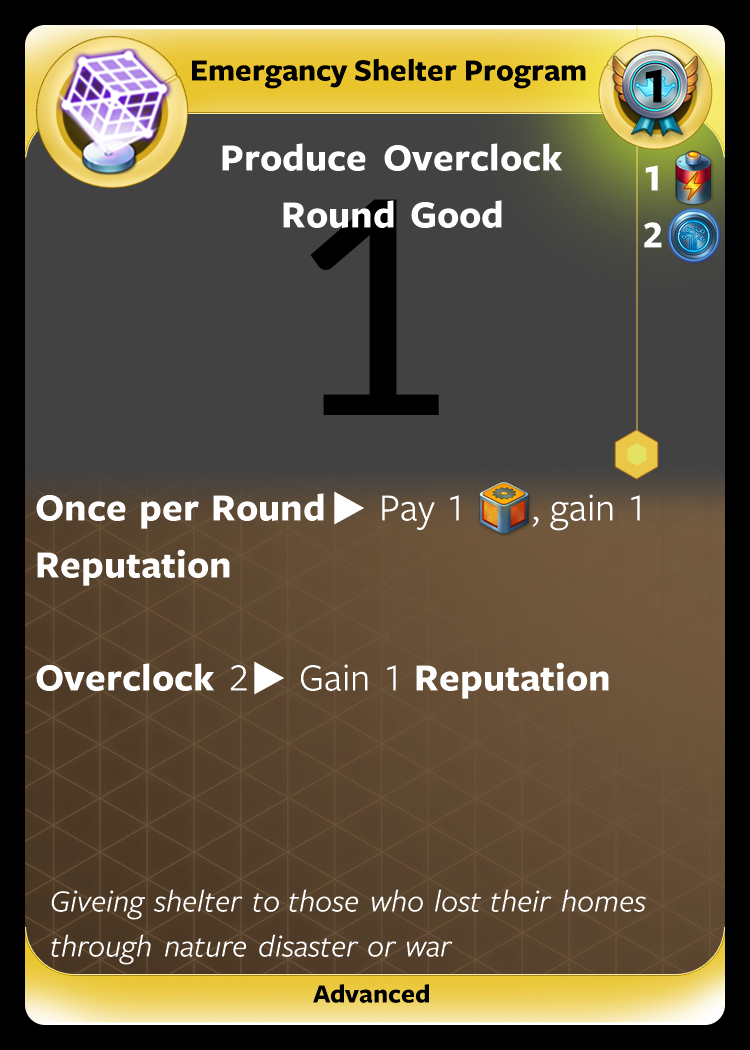 Emergancy Shelter Program
1
Produce Overclock
Round Good
1
2
1
Once per Round▶ Pay 1 , gain 1
Reputation
Overclock 2▶ Gain 1 Reputation
Giveing shelter to those who lost their homes
through nature disaster or war
Advanced